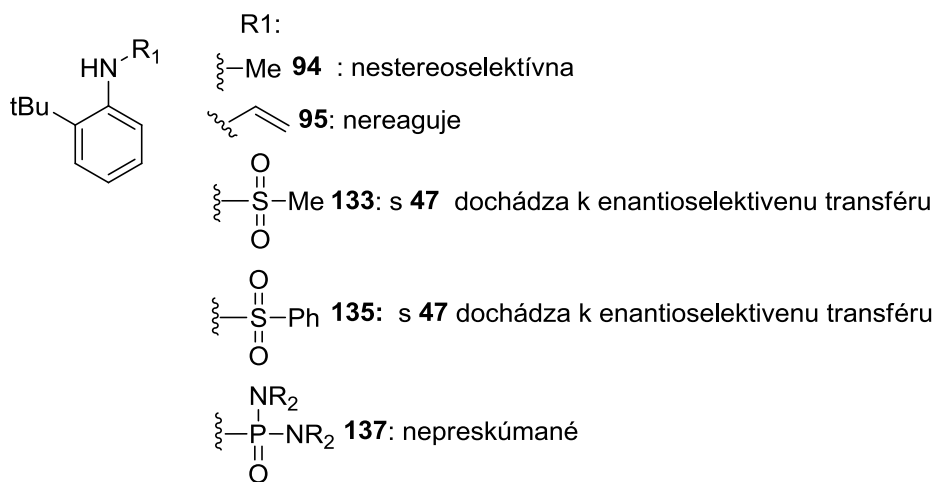 R1:
HN R1
tBu
Me 94 : nestereoselektívna
95: nereaguje
O
S Me 133: s 47 dochádza k enantioselektivenu transféru
O
O
S Ph 135: s 47 dochádza k enantioselektivenu transféru
O
NR2
P NR2 137: nepreskúmané
O